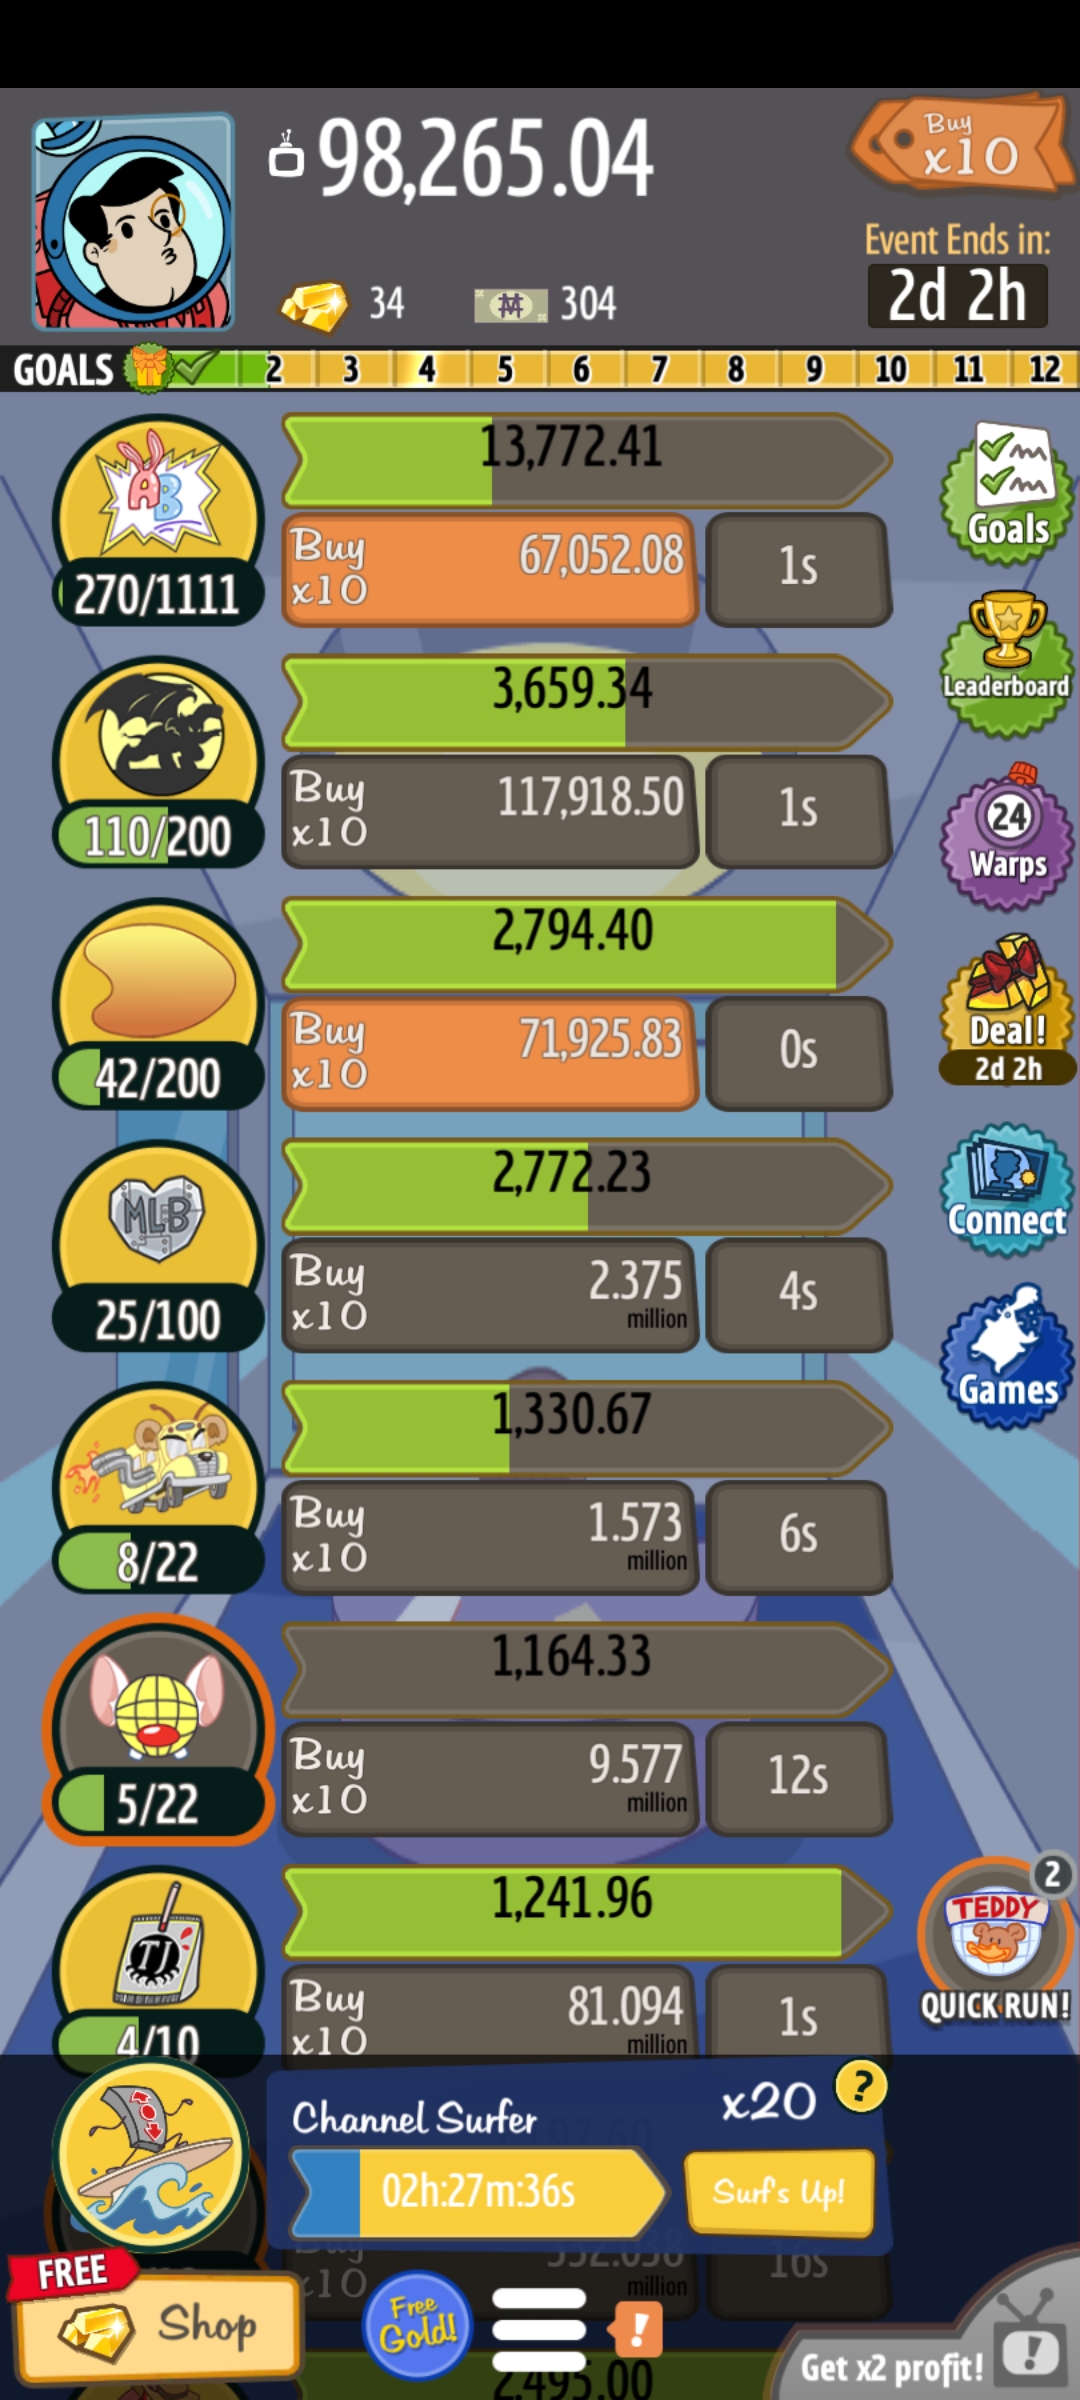 98,265.04
Buy
x10
Event Ends in:
2d 2h
34
304
GOALS 2 3 4 5 6 7 8 9 10 11 12
13,772.41
AB
270/1111
Buy
x10
67,052.08
1s
Goals
3,659.34
110/200
Buy
x10
117,918.50
1s
Leaderboard
24
Warps
2,794.40
42/200
Buy
x10
71,925.83
0s
Deal!
2d 2h
2,772.23
MLB
25/100
Buy
x10
2.375
million
4s
Connect
1,330.67
8/22
Buy
x10
1.573
million
6s
Games
1,164.33
5/22
Buy
x10
9.577
million
12s
1,241.96
TJ
4/10
Buy
x10
81.094
million
1s
2
TEDDY
QUICK RUN!
Channel Surfer
x20
?
02h:27m:36s
Surf's Up!
Buy
x10
332.038
million
16s
FREE
Shop
Free
Gold!
!
2,495.00
Get x2 profit!
!